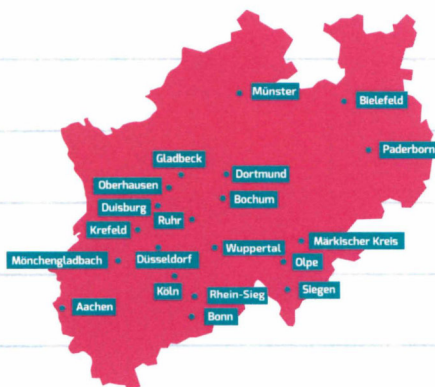 Münster
Bielefeld
Paderborn
Gladbeck
Dortmund
Oberhausen
Bochum
Duisburg
Ruhr
Krefeld
Märkischer Kreis
Wuppertal
Mönchengladbach
Düsseldorf
Olpe
Köln
Rhein-Sieg
Siegen
Aachen
Bonn